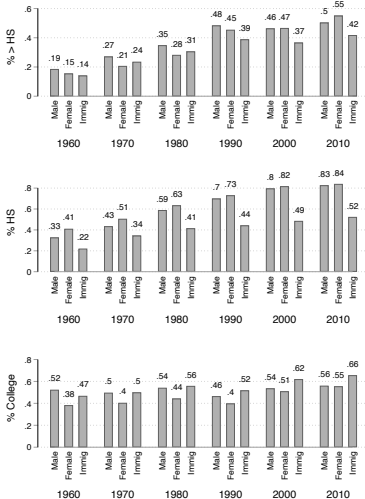 % > HS
.6
.4
.2
0
.19 .15 .14 .27 .21 .24 .35 .28 .31 .48 .45 .39 .46 .47 .37 .5 .55 .42
Male Female Immig Male Female Immig Male Female Immig Male Female Immig Male Female Immig Male Female Immig
1960 1970 1980 1990 2000 2010
% HS
.8
.6
.4
.2
0
.33 .41 .22 .43 .51 .34 .59 .63 .41 .7 .73 .44 .8 .82 .49 .83 .84 .52
Male Female Immig Male Female Immig Male Female Immig Male Female Immig Male Female Immig Male Female Immig
1960 1970 1980 1990 2000 2010
% College
.8
.6
.4
.2
0
.52 .38 .47 .5 .4 .5 .54 .44 .56 .46 .4 .52 .54 .51 .62 .56 .55 .66
Male Female Immig Male Female Immig Male Female Immig Male Female Immig Male Female Immig Male Female Immig
1960 1970 1980 1990 2000 2010